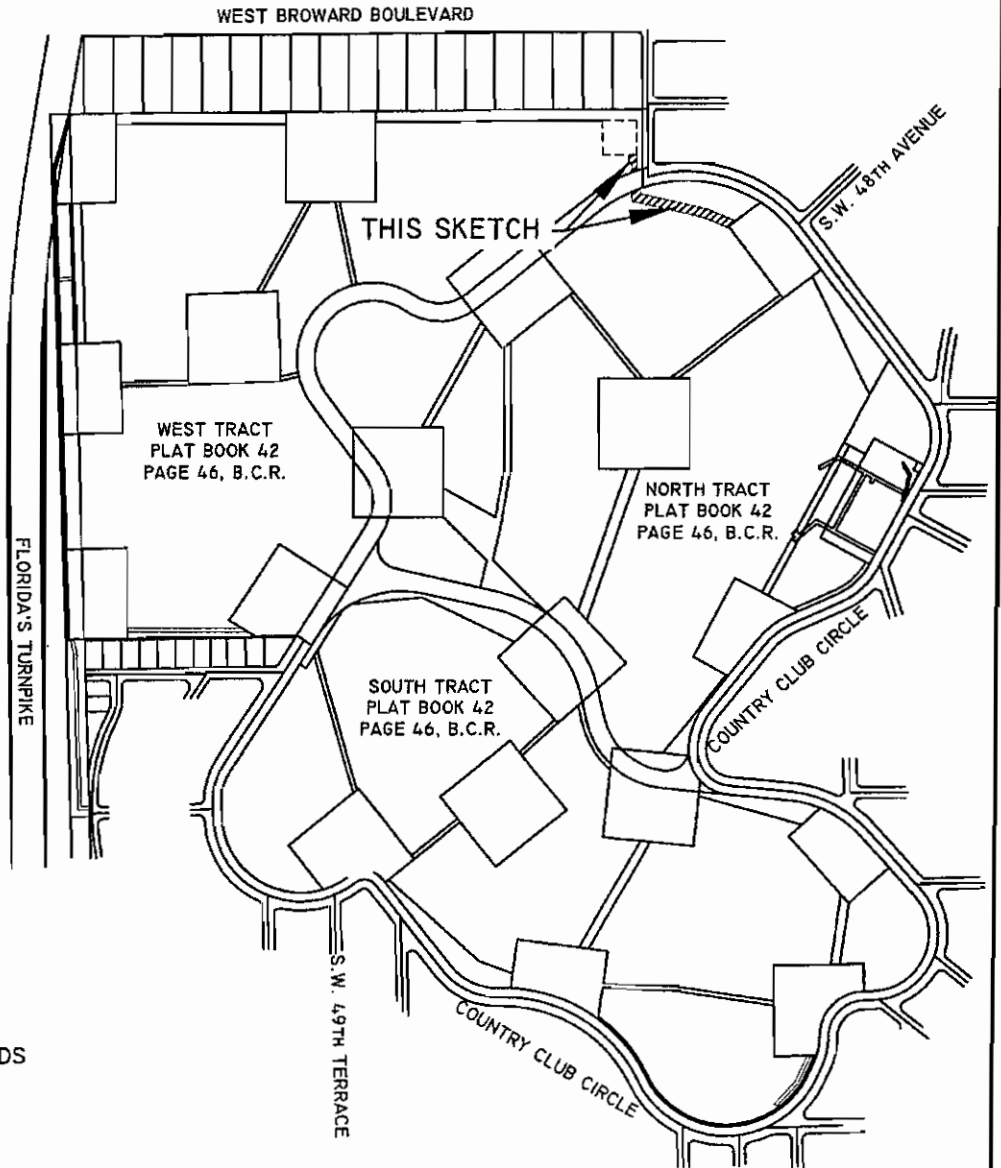 WEST BROWARD BOULEVARD
S.W. 48TH AVENUE
THIS SKETCH
WEST TRACT
PLAT BOOK 42
PAGE 46, B.C.R.
NORTH TRACT
PLAT BOOK 42
PAGE 46, B.C.R.
FLORIDA'S TURNPIKE
SOUTH TRACT
PLAT BOOK 42
PAGE 46, B.C.R.
COUNTRY CLUB CIRCLE
S.W. 49TH TERRACE
COUNTRY CLUB CIRCLE
DS